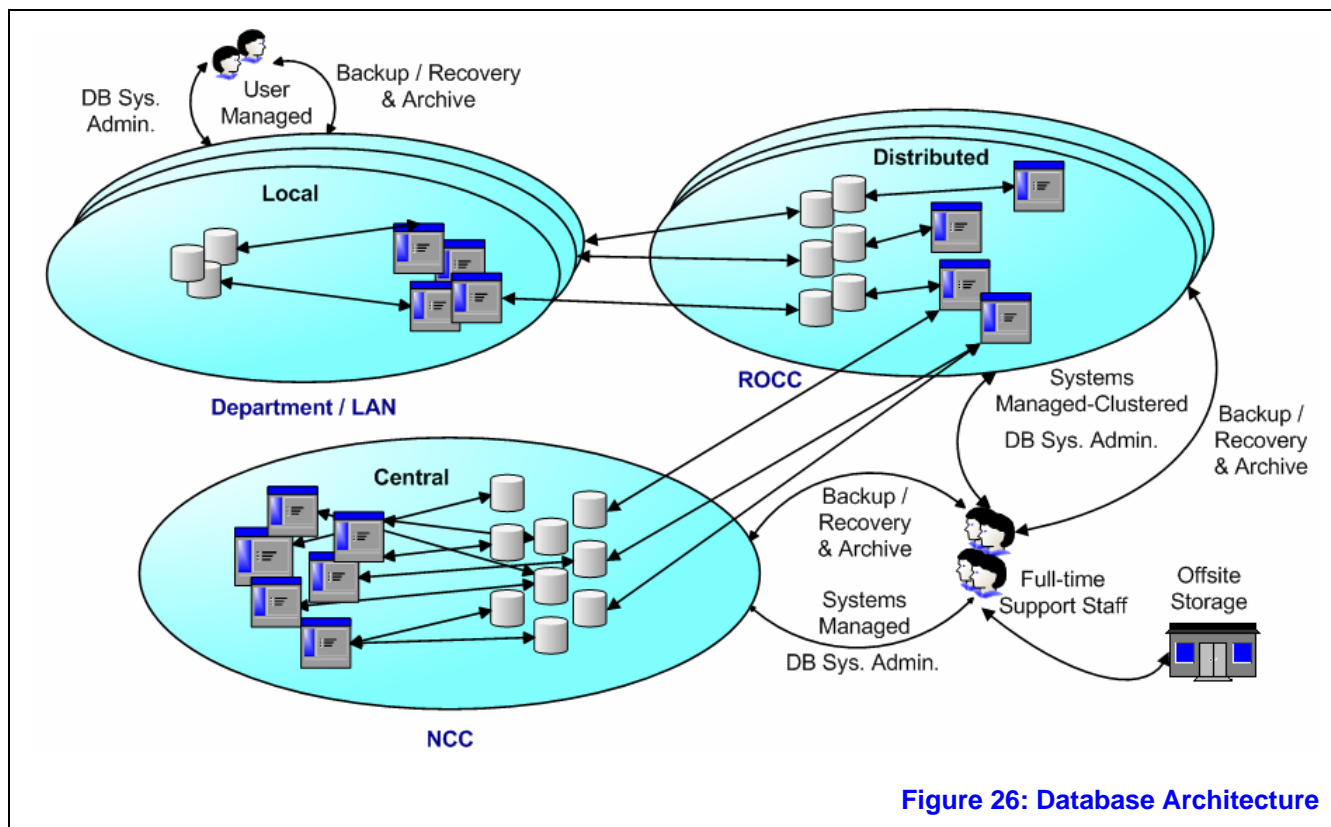 User
Managed
DB Sys.
Admin.
Backup / Recovery
& Archive
Local
Department / LAN
Distributed
ROCC
Systems
Managed-Clustered
DB Sys. Admin.
Backup /
Recovery
& Archive
Central
NCC
Backup /
Recovery
& Archive
Systems
Managed
DB Sys. Admin.
Full-time
Support Staff
Offsite
Storage
Figure 26: Database Architecture